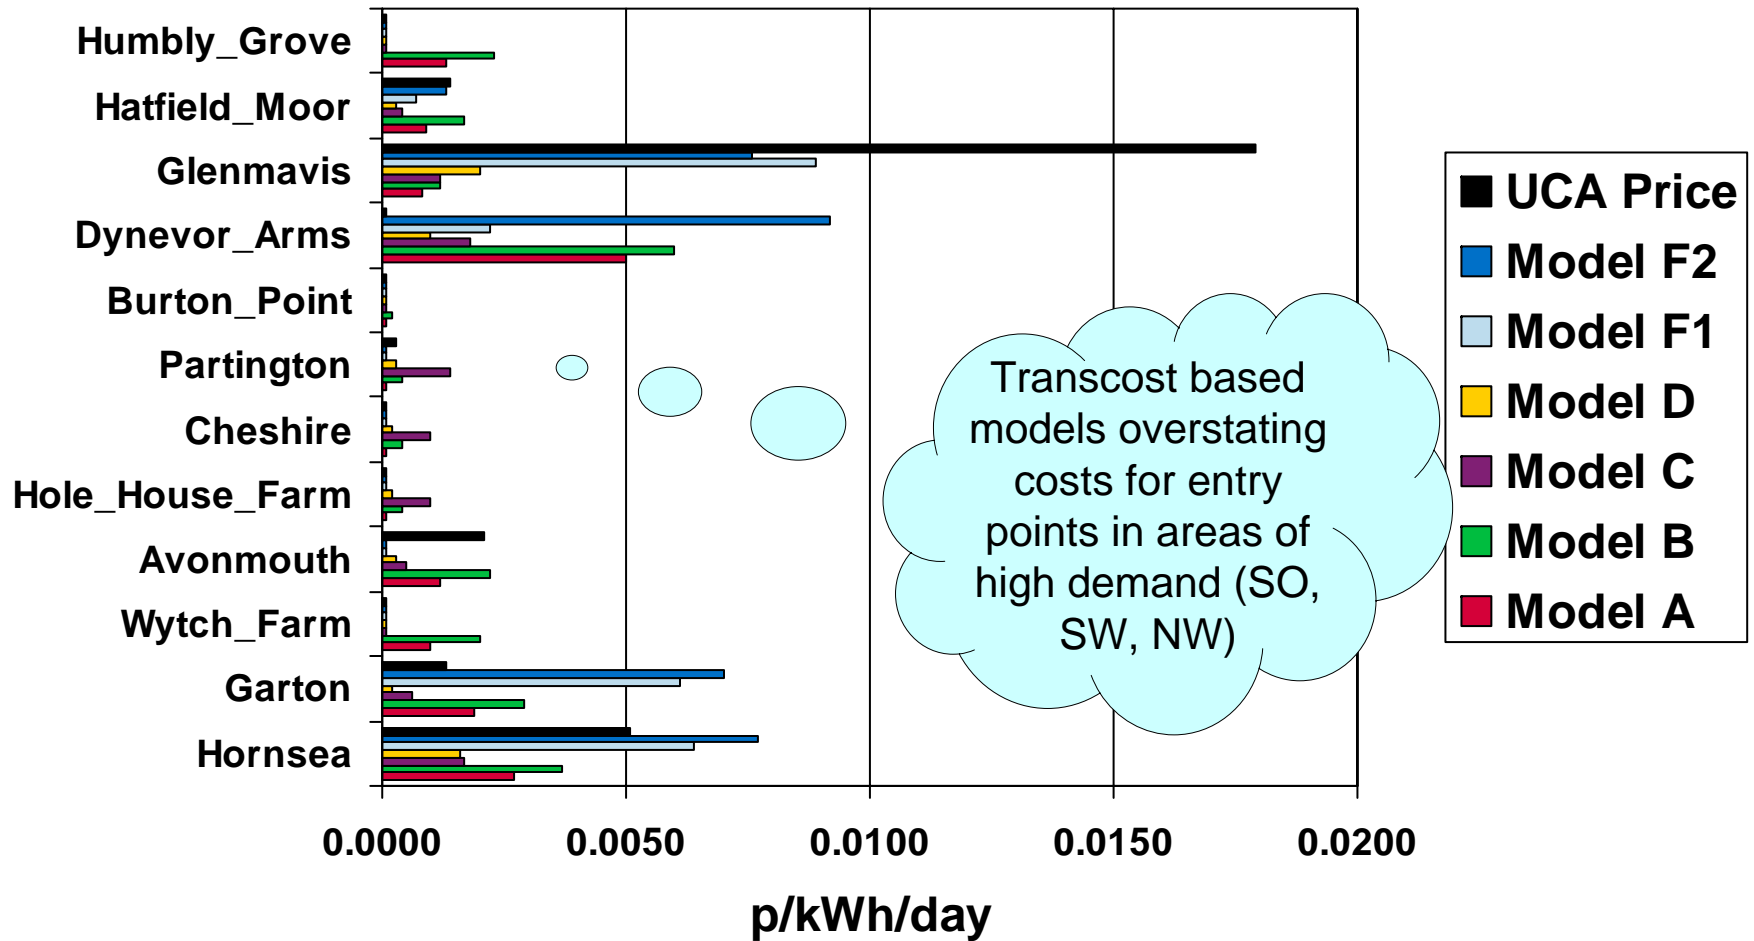 Humbly_Grove
Hatfield_Moor
Glenmavis
Dynevor_Arms
Burton_Point
Partington
Cheshire
Hole_House_Farm
Avonmouth
Wytch_Farm
Garton
Hornsea
0.0000 0.0050 0.0100 0.0150 0.0200
p/kWh/day
Transcost based
models overstating
costs for entry
points in areas of
high demand (SO,
SW, NW)
UCA Price
Model F2
Model F1
Model D
Model C
Model B
Model A